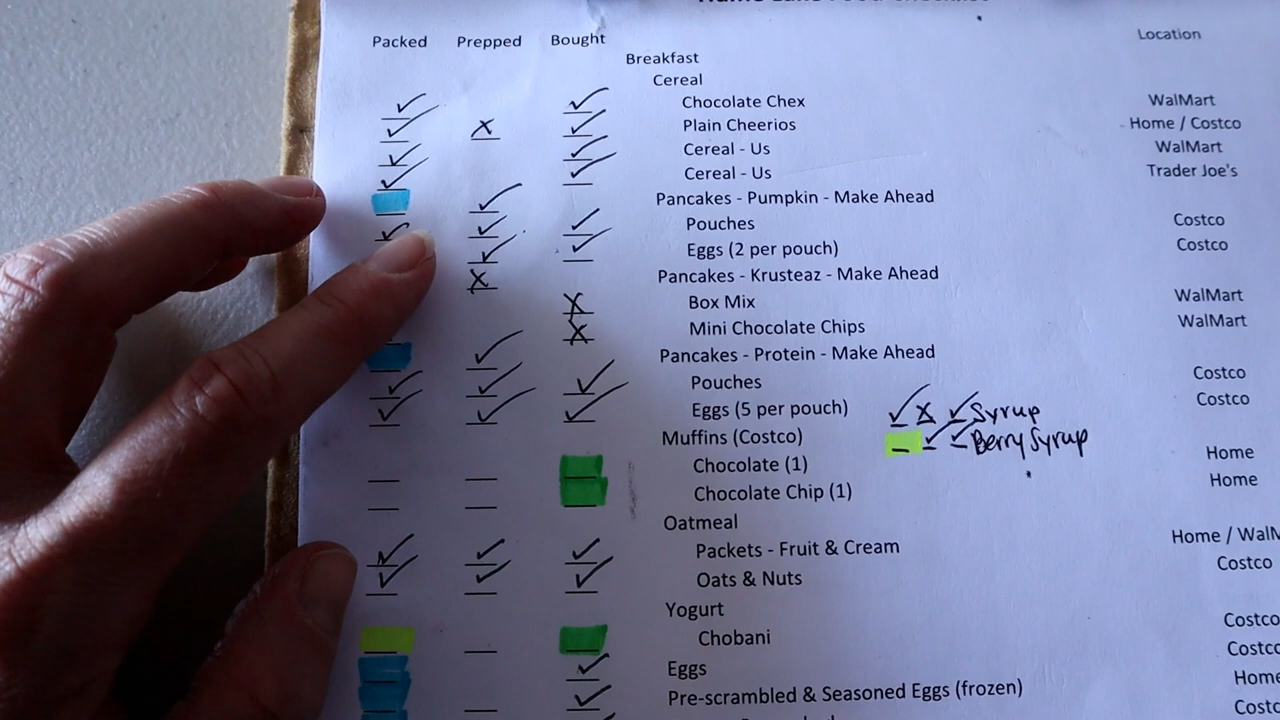 Packed Prepped Bought Location
Breakfast
Cereal
Chocolate Chex WalMart
Plain Cheerios Home / Costco
Cereal - Us WalMart
Cereal - Us Trader Joe's
Pancakes - Pumpkin - Make Ahead
Pouches Costco
Eggs (2 per pouch) Costco
Pancakes - Krusteaz - Make Ahead
Box Mix WalMart
Mini Chocolate Chips WalMart
Pancakes - Protein - Make Ahead
Pouches Costco
Eggs (5 per pouch) Syrup Costco
Muffins (Costco) Berry Syrup
Chocolate (1) Home
Chocolate Chip (1) Home
Oatmeal
Packets - Fruit & Cream Home / WalM
Oats & Nuts Costco
Yogurt
Chobani Costco
Eggs Costco
Pre-scrambled & Seasoned Eggs (frozen) Home
Costc